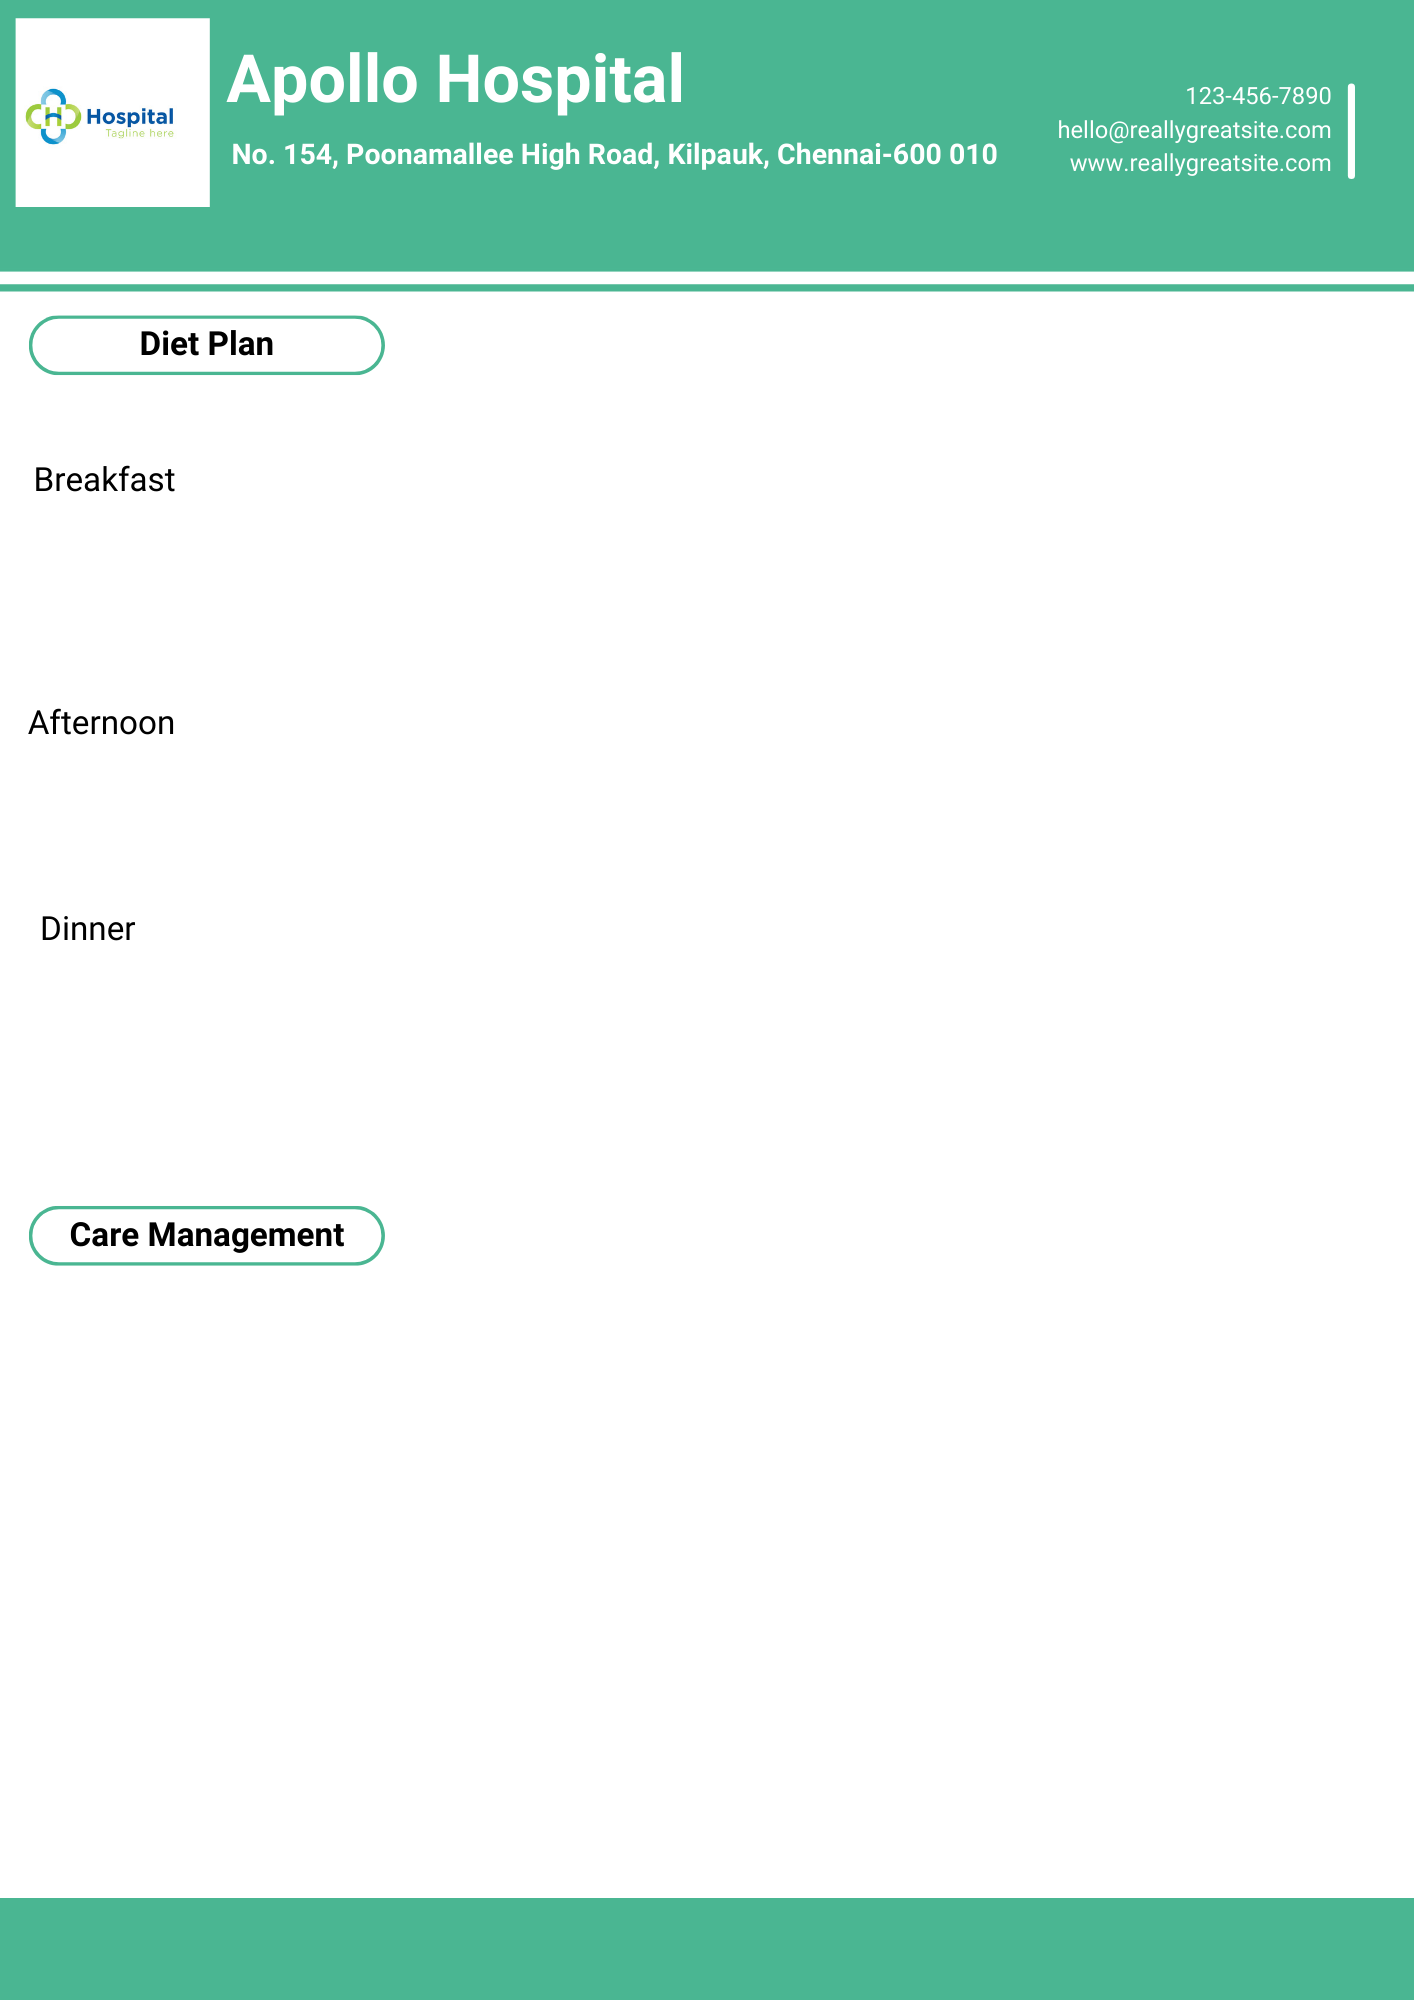 Apollo Hospital
Hospital
Tagline here
No. 154, Poonamallee High Road, Kilpauk, Chennai-600 010
123-456-7890
hello@reallygreatsite.com
www.reallygreatsite.com
Diet Plan
Breakfast
Afternoon
Dinner
Care Management